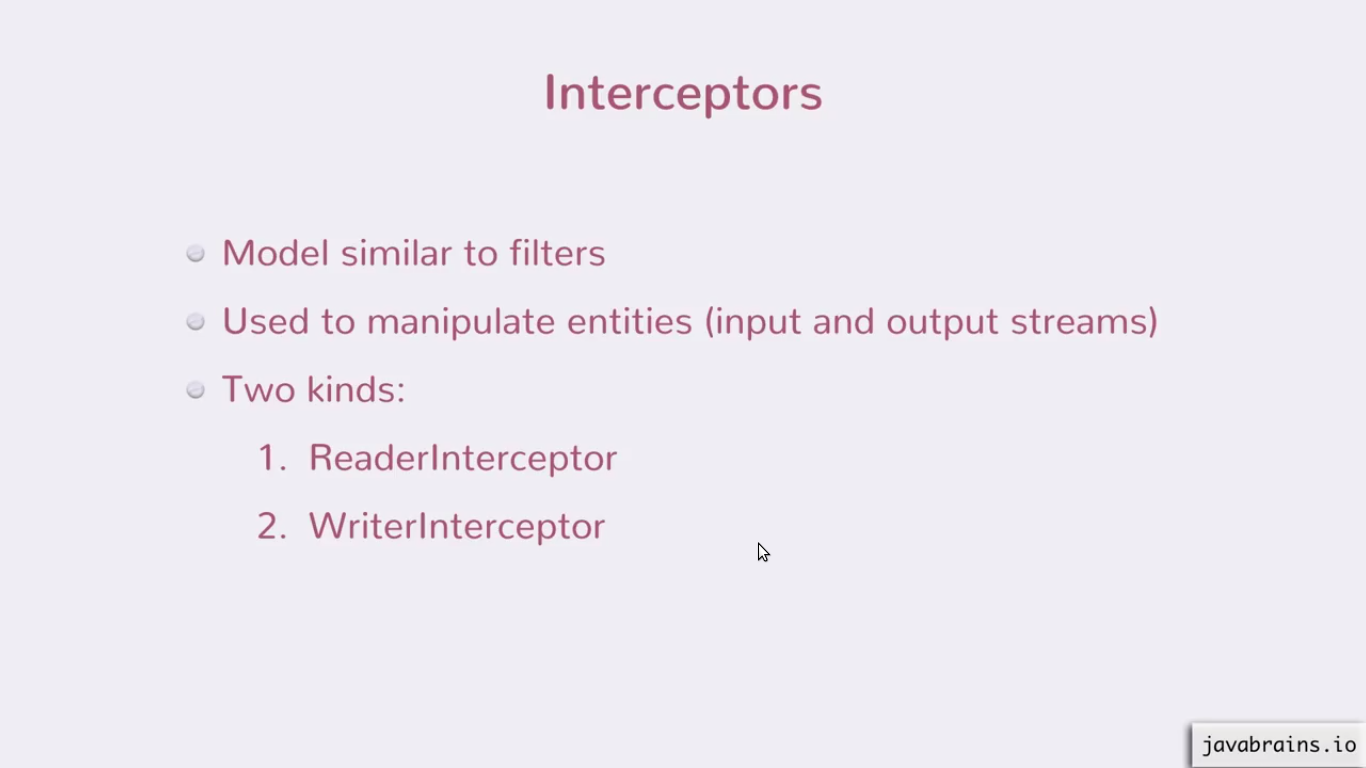 Interceptors
Model similar to filters
Used to manipulate entities (input and output streams)
Two kinds:
1. ReaderInterceptor
2. WriterInterceptor
javabrains.io